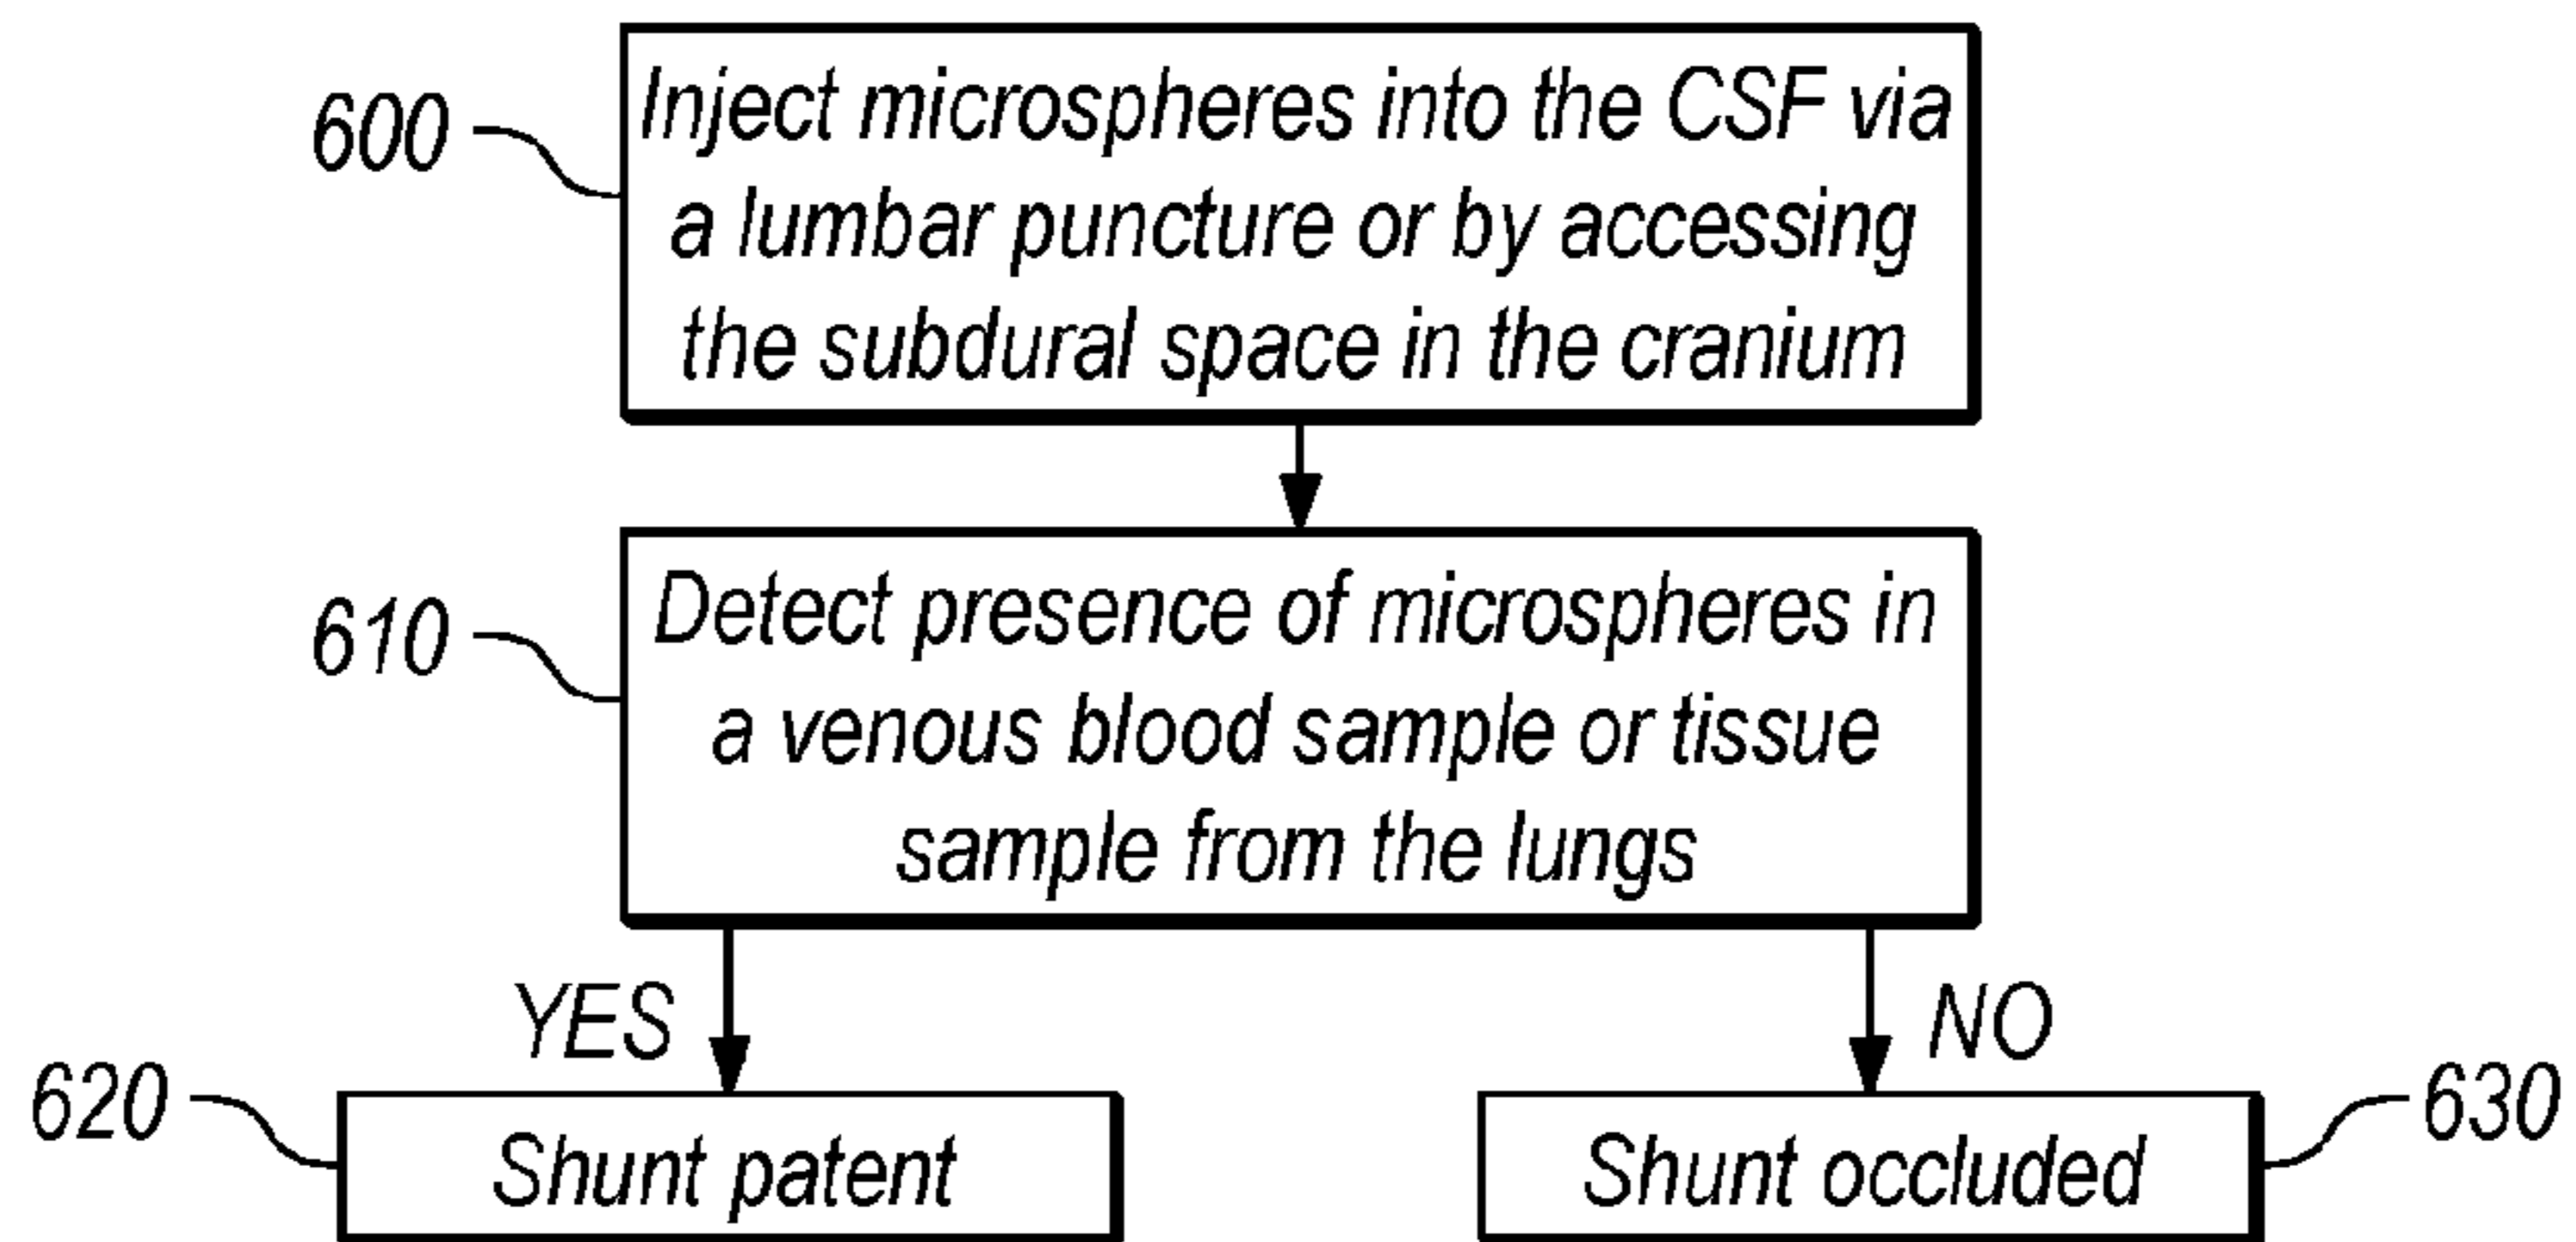 600
Inject microspheres into the CSF via
a lumbar puncture or by accessing
the subdural space in the cranium
610
Detect presence of microspheres in
a venous blood sample or tissue
sample from the lungs
YES
NO
620
Shunt patent
Shunt occluded
630